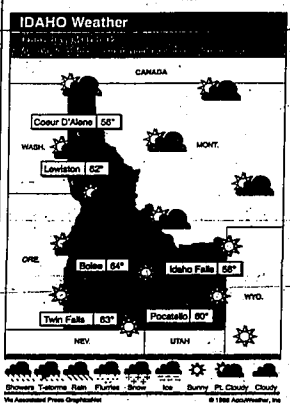 IDAHO Weather
CANADA
Coeur D'Alene 56°
WASH.
MONT.
Lewiston 62°
ORE.
Boise 64°
Idaho Falls 58°
WYO.
Twin Falls 63°
Pocatello 60°
NEV.
UTAH
Showers T-storms Rain Flurries Snow Ice Sunny Pt. Cloudy Cloudy
Via Associated Press GraphicsNet
AccuWeather, Inc